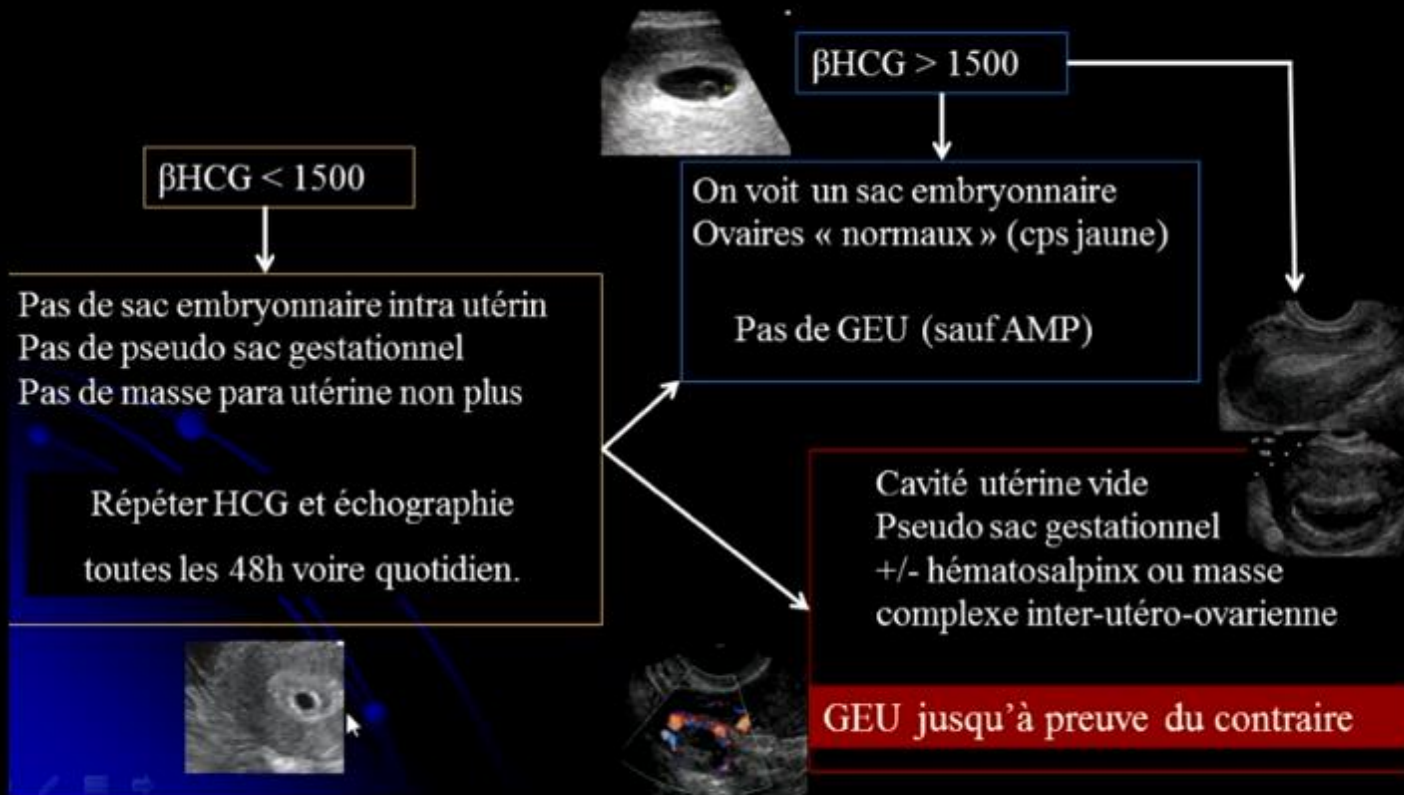 βHCG > 1500
βHCG < 1500
On voit un sac embryonnaire
Ovaires « normaux » (cps jaune)
Pas de GEU (sauf AMP)
Pas de sac embryonnaire intra utérin
Pas de pseudo sac gestationnel
Pas de masse para utérine non plus
Répéter HCG et échographie
toutes les 48h voire quotidien.
Cavité utérine vide
Pseudo sac gestationnel
+/- hématosalpinx ou masse
complexe inter-utéro-ovarienne
GEU jusqu'à preuve du contraire